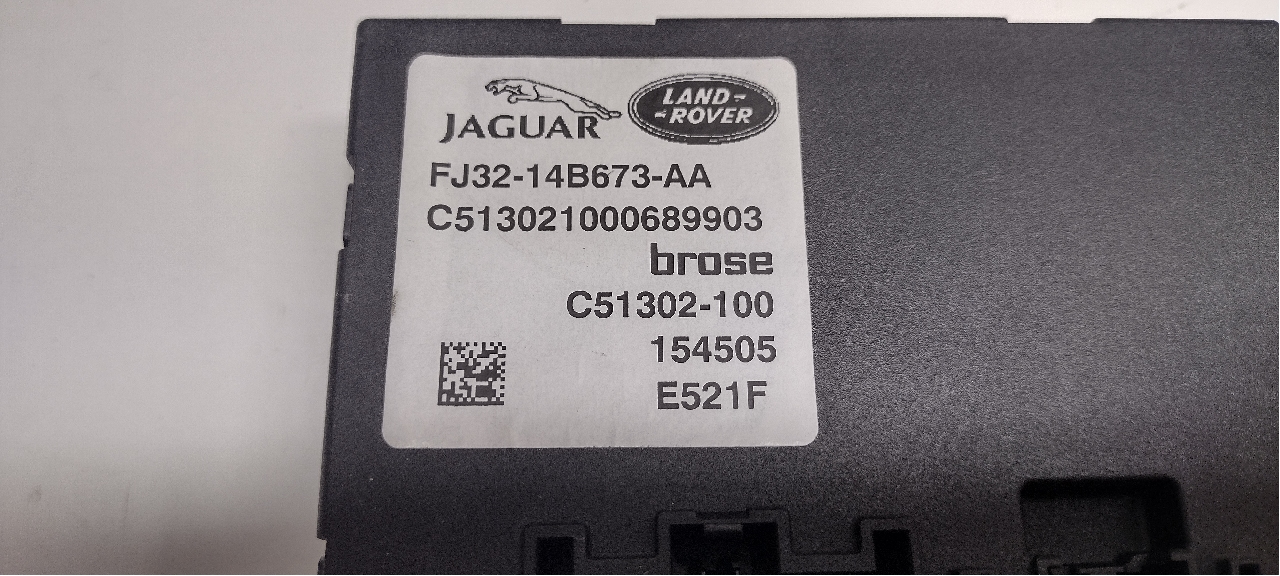 JAGUAR
LAND-
-ROVER
FJ32-14B673-AA
C513021000689903
brose
C51302-100
154505
E521F